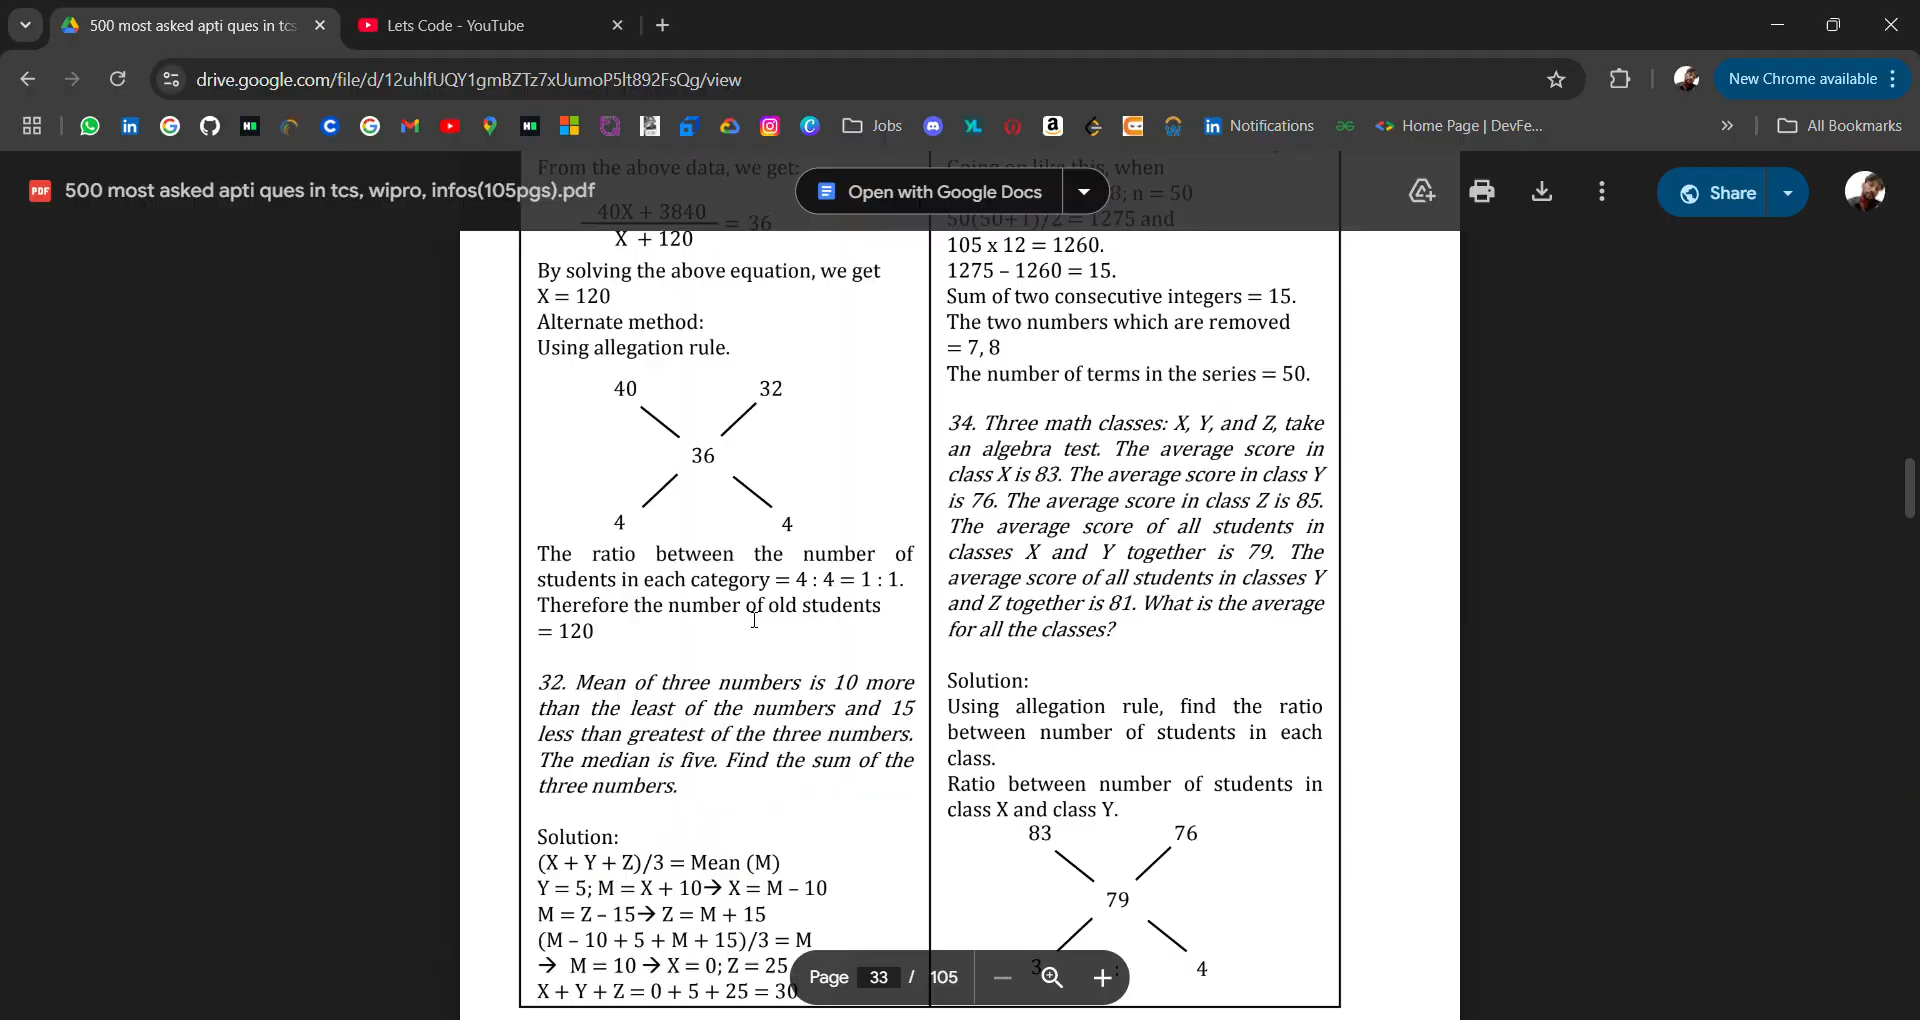 500 most asked apti ques in tcs
Lets Code - YouTube
drive.google.com/file/d/12uhlfUQY1gmBZTz7xUumoP5lt892FsQg/view
New Chrome available
Jobs
Notifications
Home Page | DevFe...
All Bookmarks
500 most asked apti ques in tcs, wipro, infos(105pgs).pdf
Open with Google Docs
Share
From the above data, we get:
40X + 3840
= 36
X + 120
By solving the above equation, we get
X = 120
Alternate method:
Using allegation rule.
40 32
36
4 4
The ratio between the number of
students in each category = 4 : 4 = 1 : 1.
Therefore the number of old students
= 120
32. Mean of three numbers is 10 more
than the least of the numbers and 15
less than greatest of the three numbers.
The median is five. Find the sum of the
three numbers.
Solution:
(X + Y + Z)/3 = Mean (M)
Y = 5; M = X + 10→ X = M – 10
M = Z – 15→ Z = M + 15
(M – 10 + 5 + M + 15)/3 = M
→ M = 10 → X = 0; Z = 25
X + Y + Z = 0 + 5 + 25 = 30
Going on like this, when
8; n = 50
50(50+1)/2 = 1275 and
105 x 12 = 1260.
1275 – 1260 = 15.
Sum of two consecutive integers = 15.
The two numbers which are removed
= 7, 8
The number of terms in the series = 50.
34. Three math classes: X, Y, and Z, take
an algebra test. The average score in
class X is 83. The average score in class Y
is 76. The average score in class Z is 85.
The average score of all students in
classes X and Y together is 79. The
average score of all students in classes Y
and Z together is 81. What is the average
for all the classes?
Solution:
Using allegation rule, find the ratio
between number of students in each
class.
Ratio between number of students in
class X and class Y.
83 76
79
3 : 4
Page 33 / 105